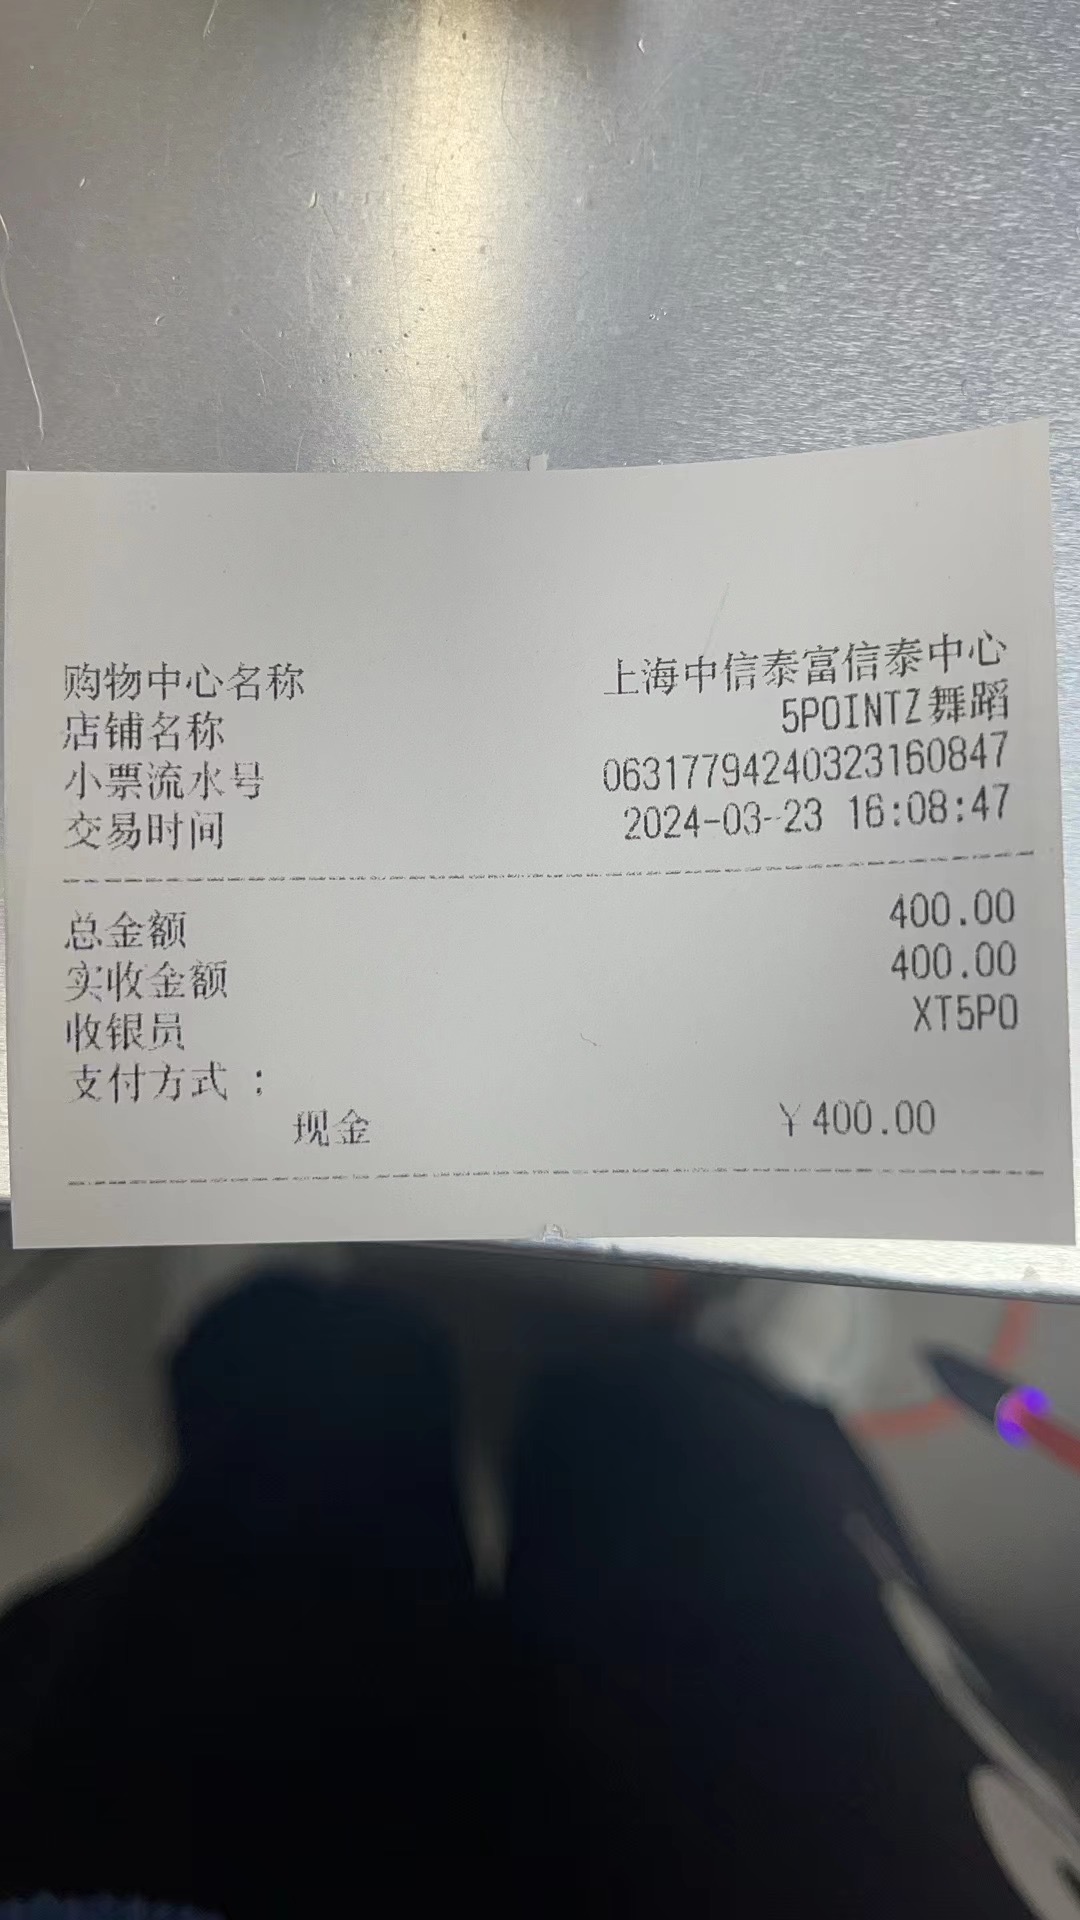 购物中心名称 上海中信泰富信泰中心
店铺名称 5POINTZ舞蹈
小票流水号 06317794240323160847
交易时间 2024-03-23 16:08:47
总金额 400.00
实收金额 400.00
收银员 XT5PO
支付方式：
现金 ￥400.00